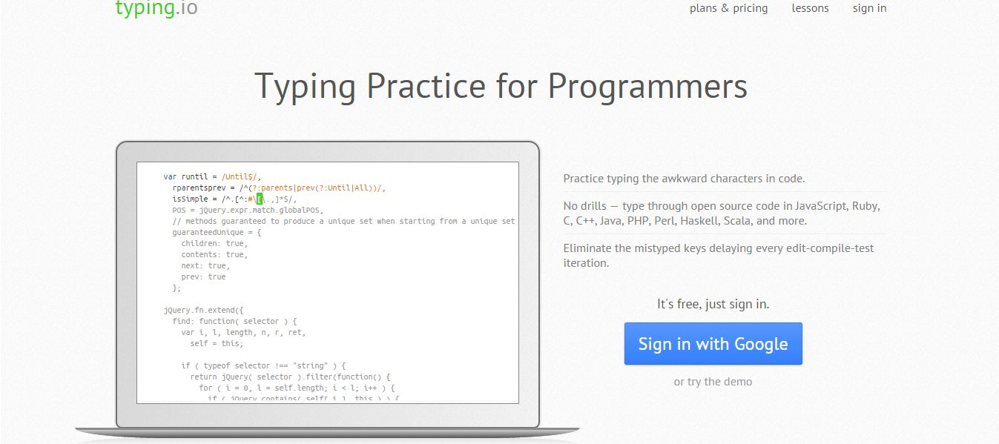 typing.io
plans & pricing
lessons
sign in
Typing Practice for Programmers
var runtil = /Until$/,
rparentsprev = /^(?:parents|prev(?:Until|All))/,
isSimple = /^.[^:#\[\.,]*$/,
POS = jQuery.expr.match.globalPOS,
// methods guaranteed to produce a unique set when starting from a unique set
guaranteedUnique = {
children: true,
contents: true,
next: true,
prev: true
};
jQuery.fn.extend({
find: function( selector ) {
var i, l, length, n, r, ret,
self = this;
if ( typeof selector !== "string" ) {
return jQuery( selector ).filter(function() {
for ( i = 0, l = self.length; i < l; i++ ) {
if ( jQuery.contains( self[ i ], this ) ) {
Practice typing the awkward characters in code.
No drills — type through open source code in JavaScript, Ruby,
C, C++, Java, PHP, Perl, Haskell, Scala, and more.
Eliminate the mistyped keys delaying every edit-compile-test
iteration.
It's free, just sign in.
Sign in with Google
or try the demo